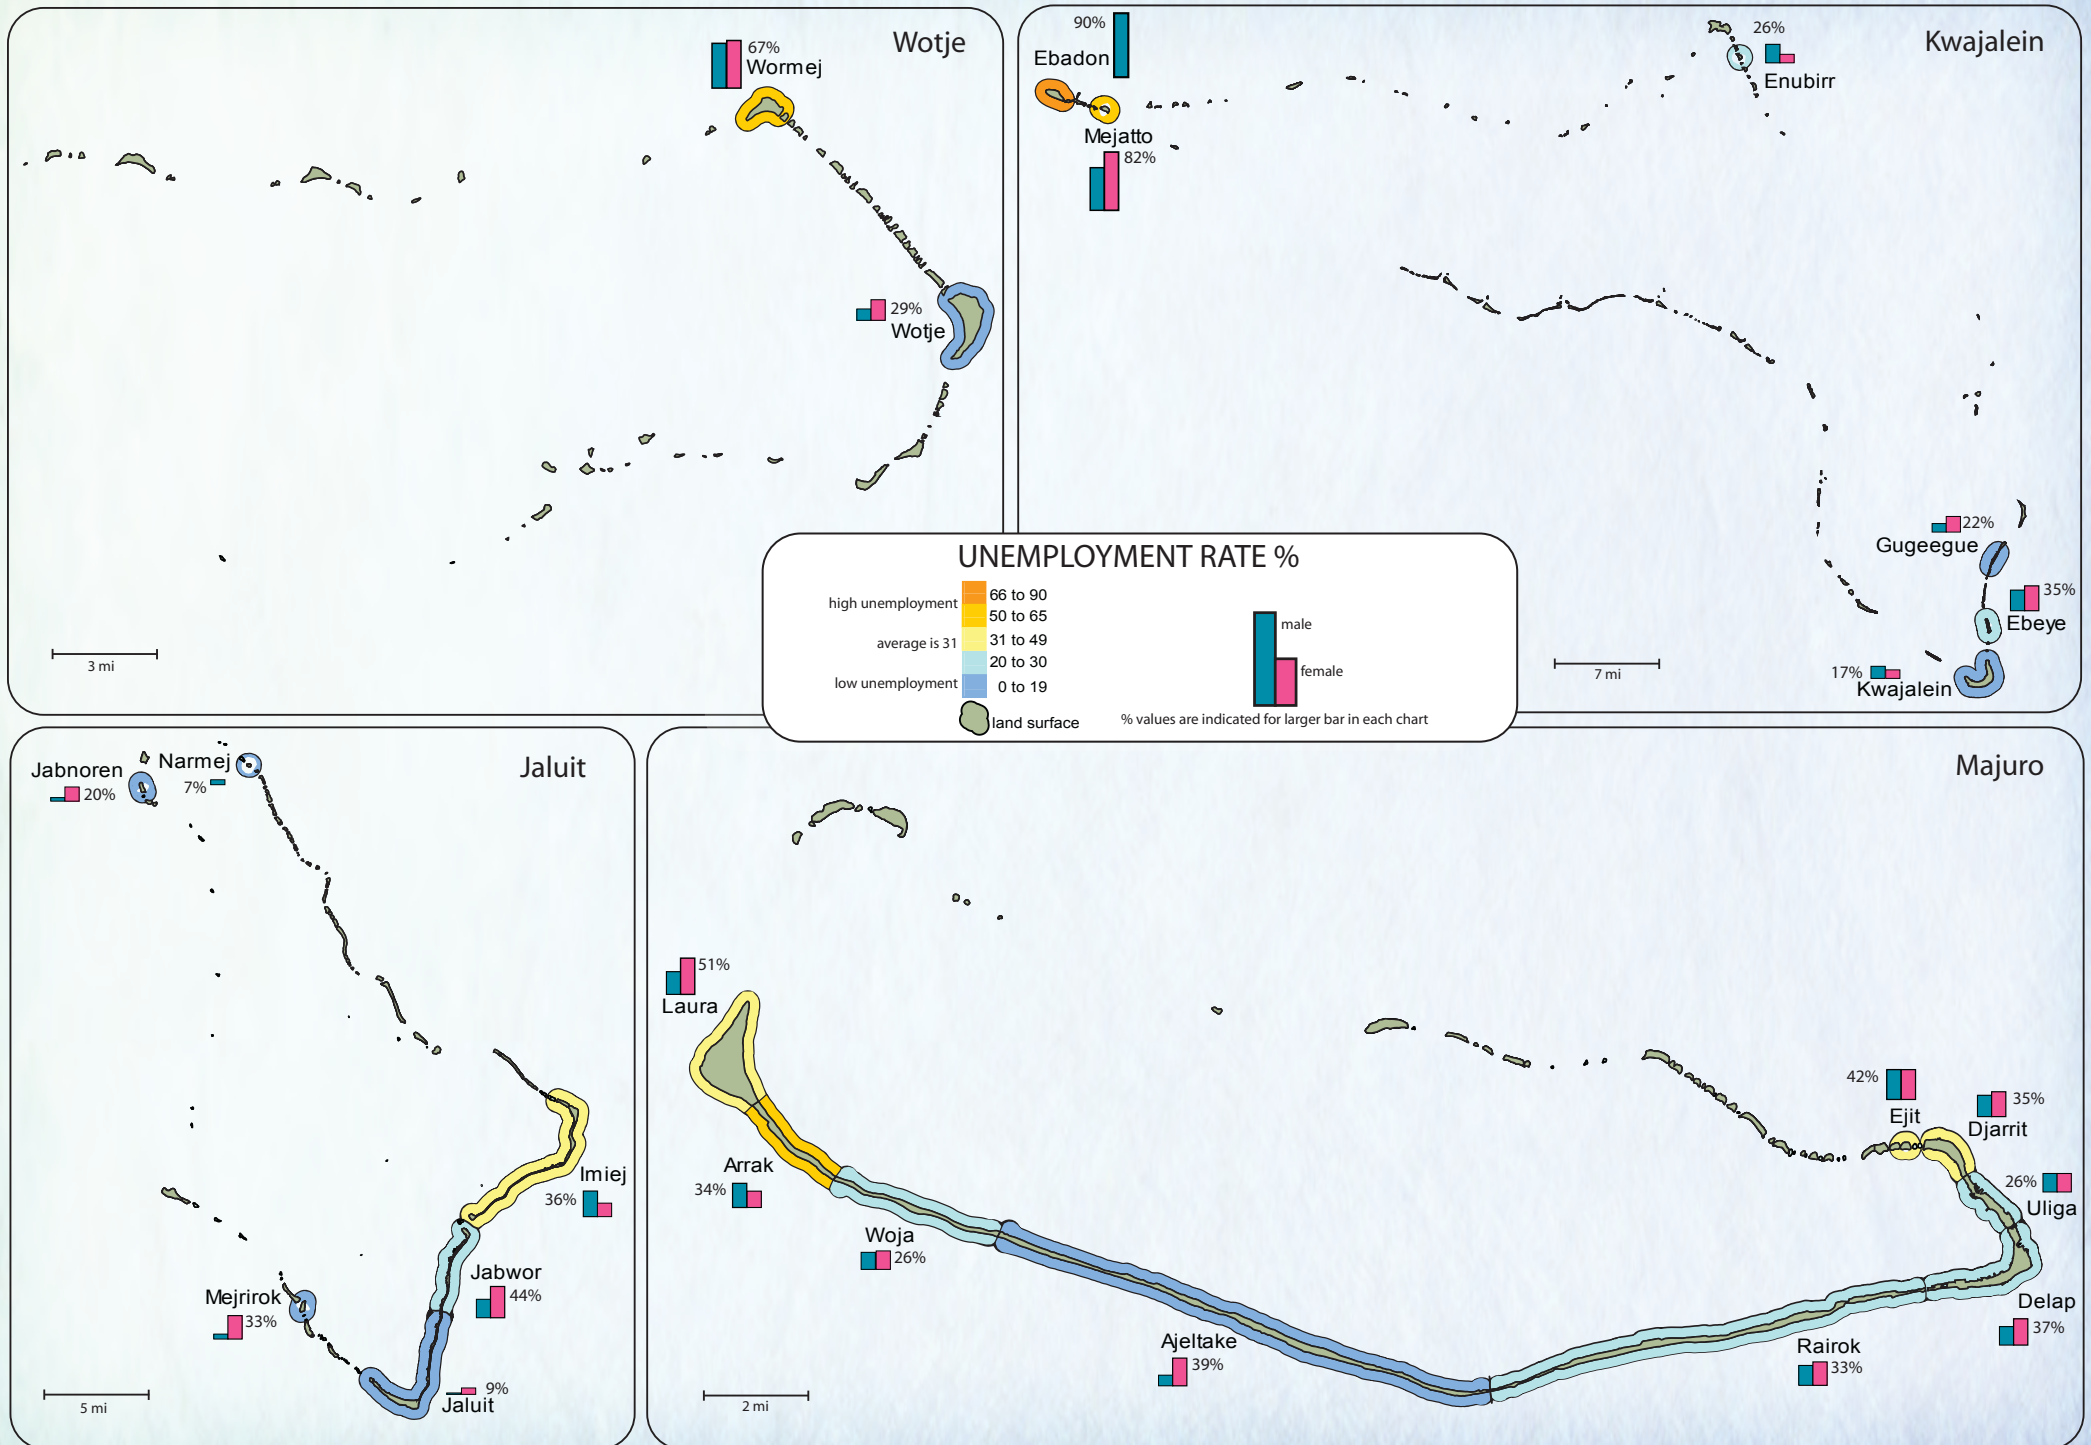 Wotje
67%
Wormej
29%
Wotje
3 mi
Kwajalein
90%
Ebadon
Mejatto
82%
26%
Enubirr
22%
Gugeegue
35%
Ebeye
17%
Kwajalein
7 mi
UNEMPLOYMENT RATE %
high unemployment
average is 31
low unemployment
66 to 90
50 to 65
31 to 49
20 to 30
0 to 19
land surface
male
female
% values are indicated for larger bar in each chart
Jaluit
Jabnoren
20%
Narmej
7%
Imiej
36%
Jabwor
44%
Mejrirok
33%
9%
Jaluit
5 mi
Majuro
51%
Laura
Arrak
34%
Woja
26%
Ajeltake
39%
42%
Ejit
35%
Djarrit
26%
Uliga
Delap
37%
Rairok
33%
2 mi